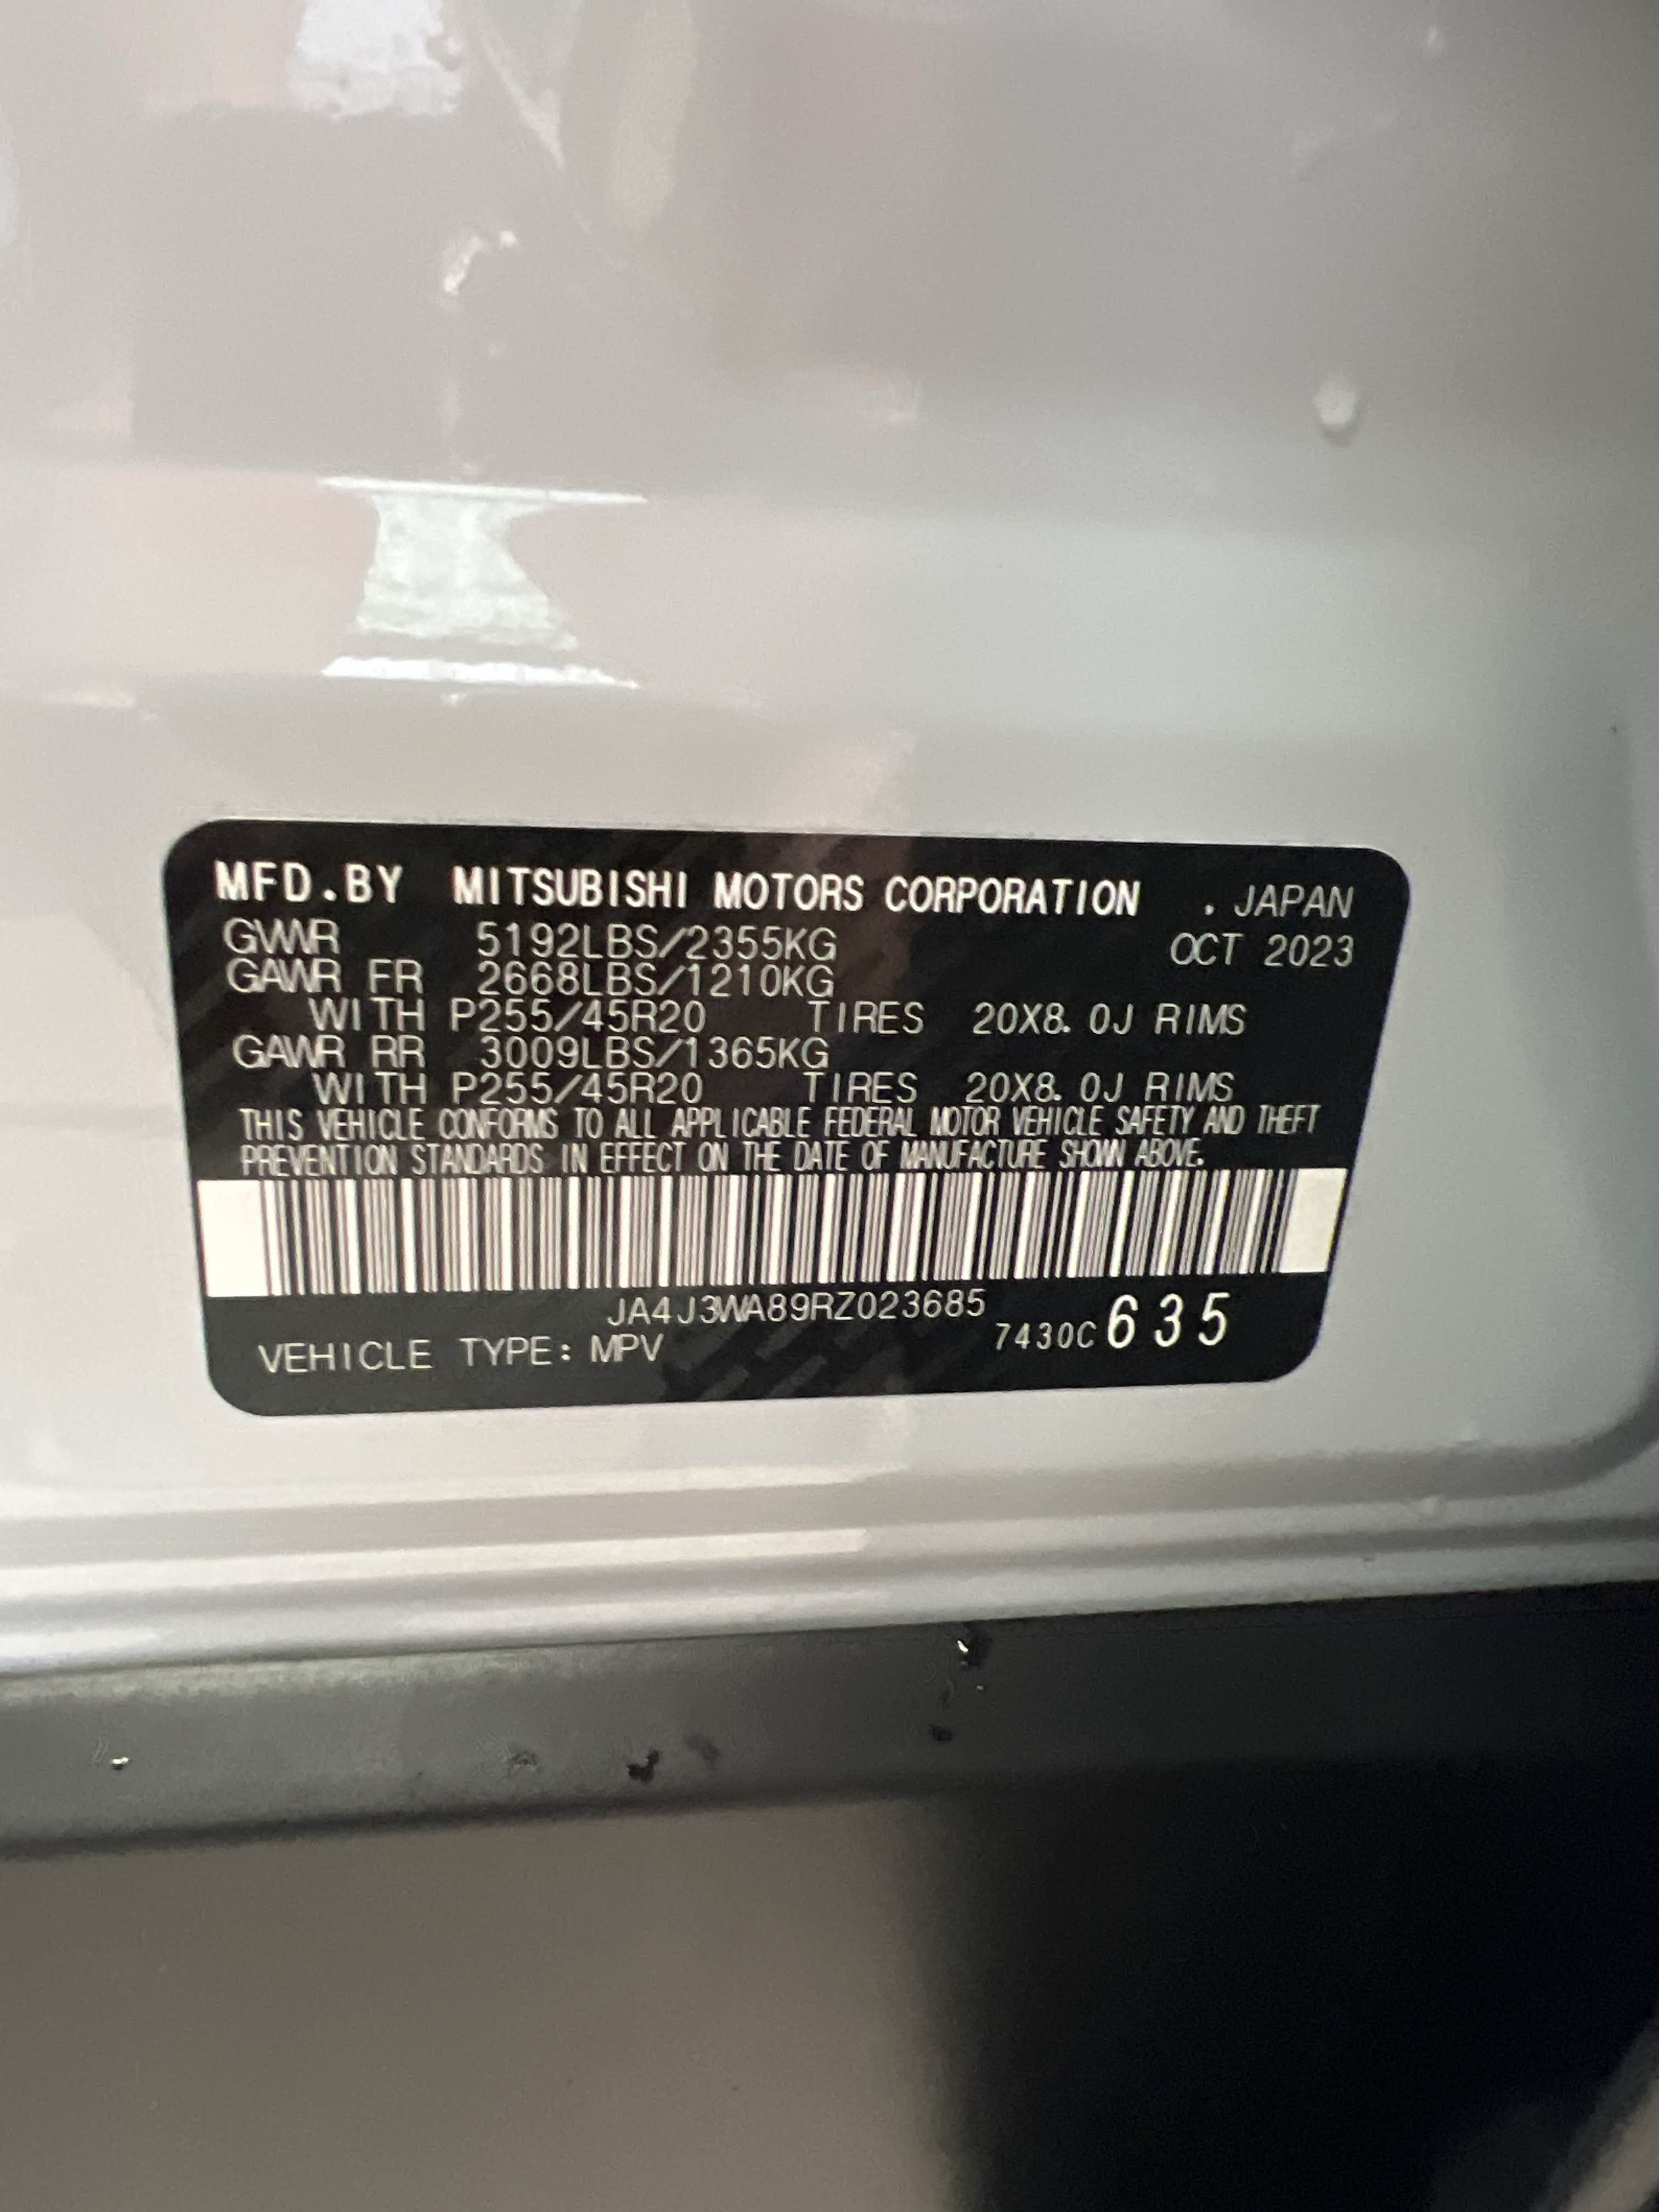 MFD.BY MITSUBISHI MOTORS CORPORATION . JAPAN
GVWR 5192LBS/2355KG OCT 2023
GAWR FR 2668LBS/1210KG
WITH P255/45R20 TIRES 20X8.0J RIMS
GAWR RR 3009LBS/1365KG
WITH P255/45R20 TIRES 20X8.0J RIMS
THIS VEHICLE CONFORMS TO ALL APPLICABLE FEDERAL MOTOR VEHICLE SAFETY AND THEFT
PREVENTION STANDARDS IN EFFECT ON THE DATE OF MANUFACTURE SHOWN ABOVE.
JA4J3WA89RZ023685
VEHICLE TYPE: MPV 7430C635